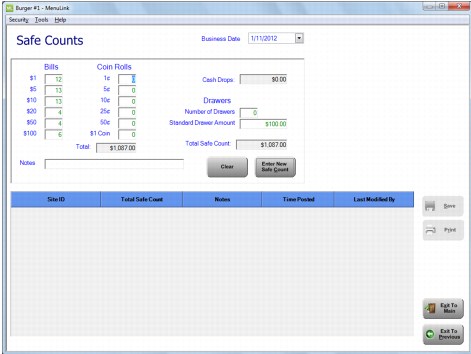 Burger #1 - MenuLink
Security Tools Help
Safe Counts
Business Date 1/11/2012
Bills Coin Rolls
$1 12 1¢ 0 Cash Drops: $0.00
$5 13 5¢ 0
$10 13 10¢ 0 Drawers
$20 4 25¢ 0 Number of Drawers 0
$50 4 50¢ 0 Standard Drawer Amount $100.00
$100 6 $1 Coin 0
Total: $1,087.00 Total Safe Count: $1,087.00
Notes Clear Enter New Safe Count
Site ID Total Safe Count Notes Time Posted Last Modified By
Save
Print
Exit To Main
Exit To Previous